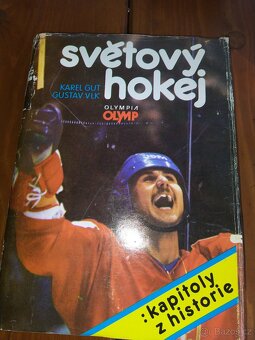 světový
hokej
KAREL GUT
GUSTAV VLK
OLYMPIA
OLYMP
:kapitoly
z historie